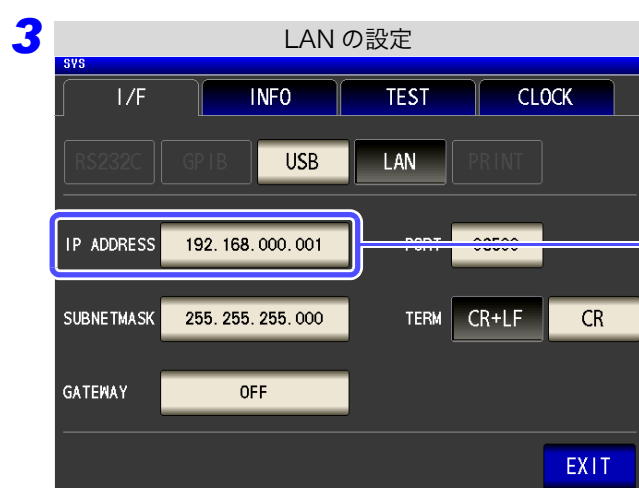 3
LAN の設定
SYS
I/F INFO TEST CLOCK
RS232C GPIB USB LAN PRINT
IP ADDRESS 192.168.000.001 PORT
SUBNETMASK 255.255.255.000 TERM CR+LF CR
GATEWAY OFF
EXIT